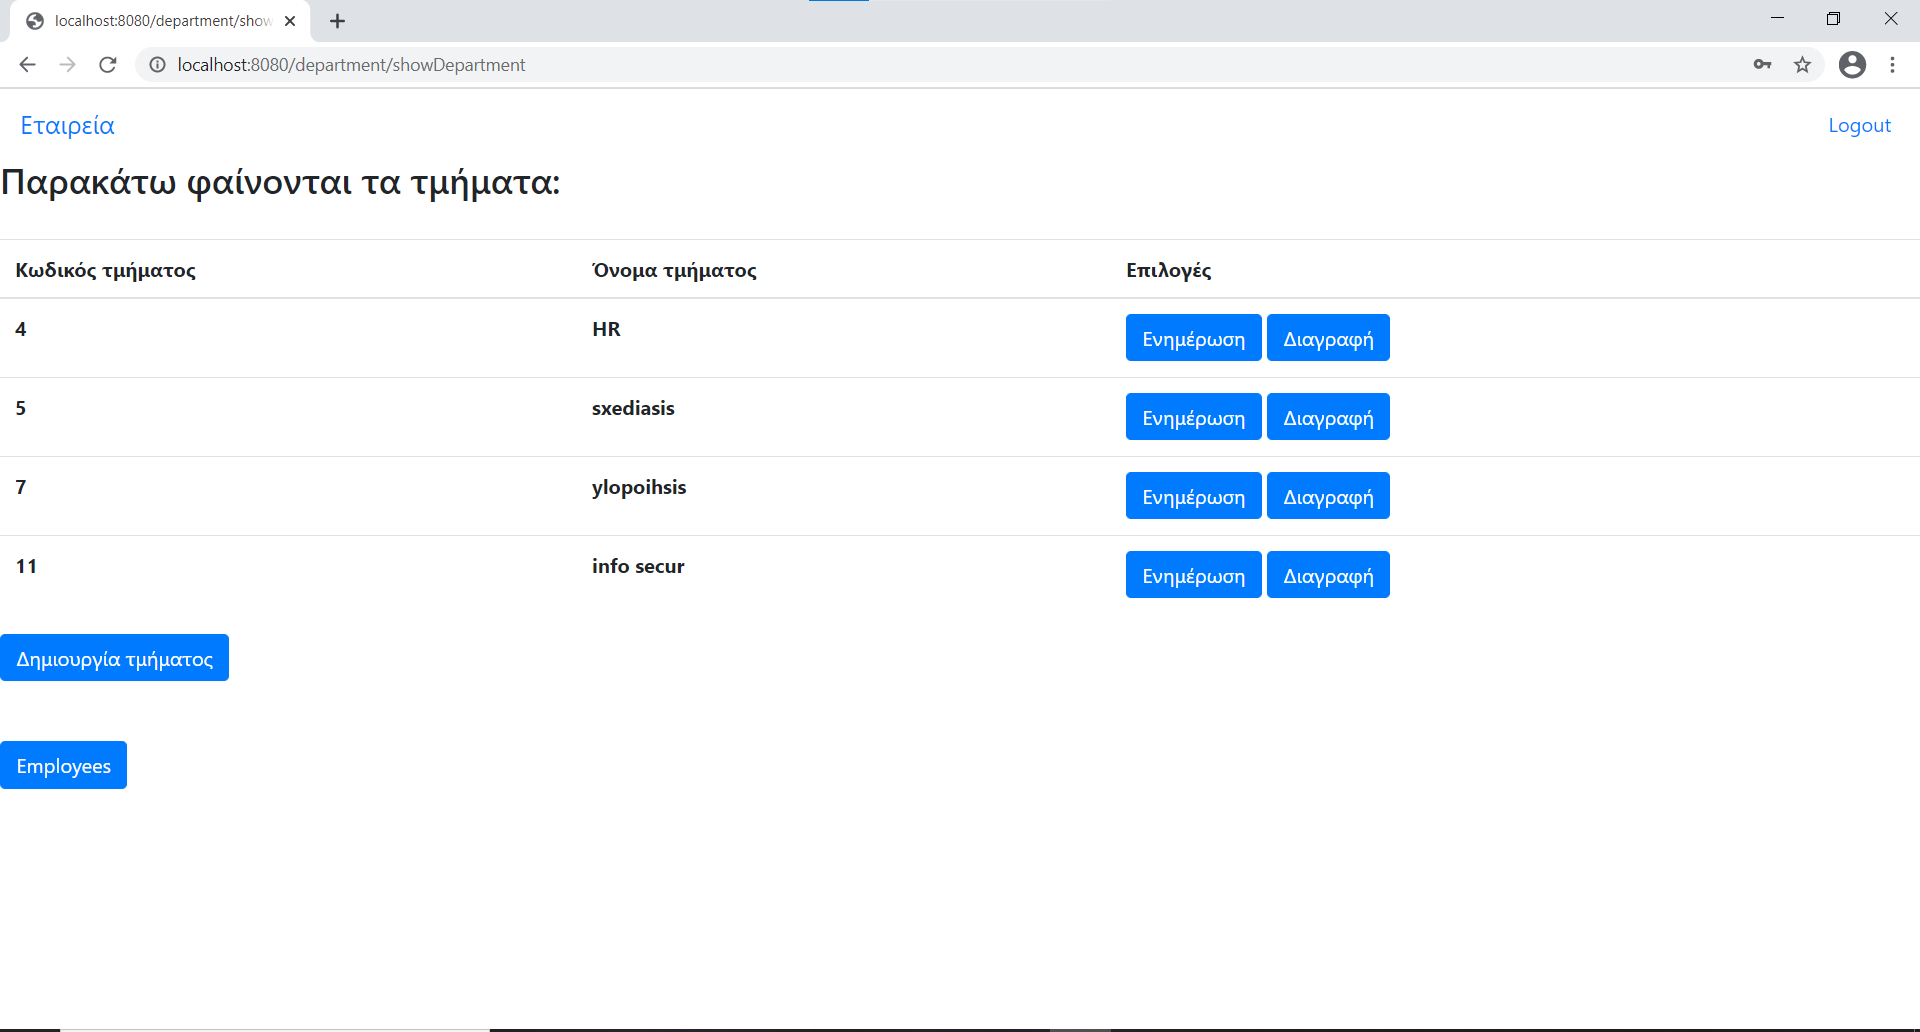 localhost:8080/department/show
localhost:8080/department/showDepartment
Εταιρεία Logout
Παρακάτω φαίνονται τα τμήματα:
Κωδικός τμήματος Όνομα τμήματος Επιλογές
4 HR Ενημέρωση Διαγραφή
5 sxediasis Ενημέρωση Διαγραφή
7 ylopoihsis Ενημέρωση Διαγραφή
11 info secur Ενημέρωση Διαγραφή
Δημιουργία τμήματος
Employees